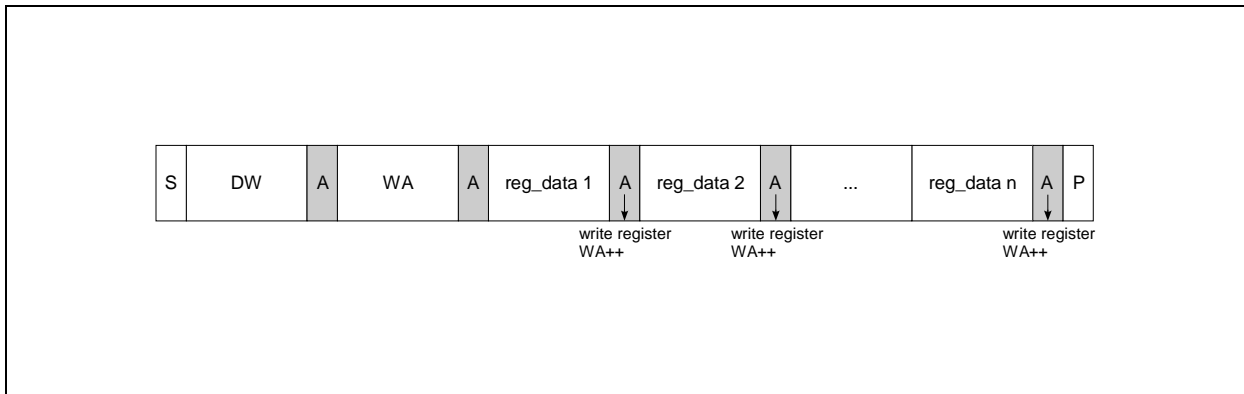 S DW A WA A reg_data 1 A reg_data 2 A ... reg_data n A P
write register write register write register
WA++ WA++ WA++